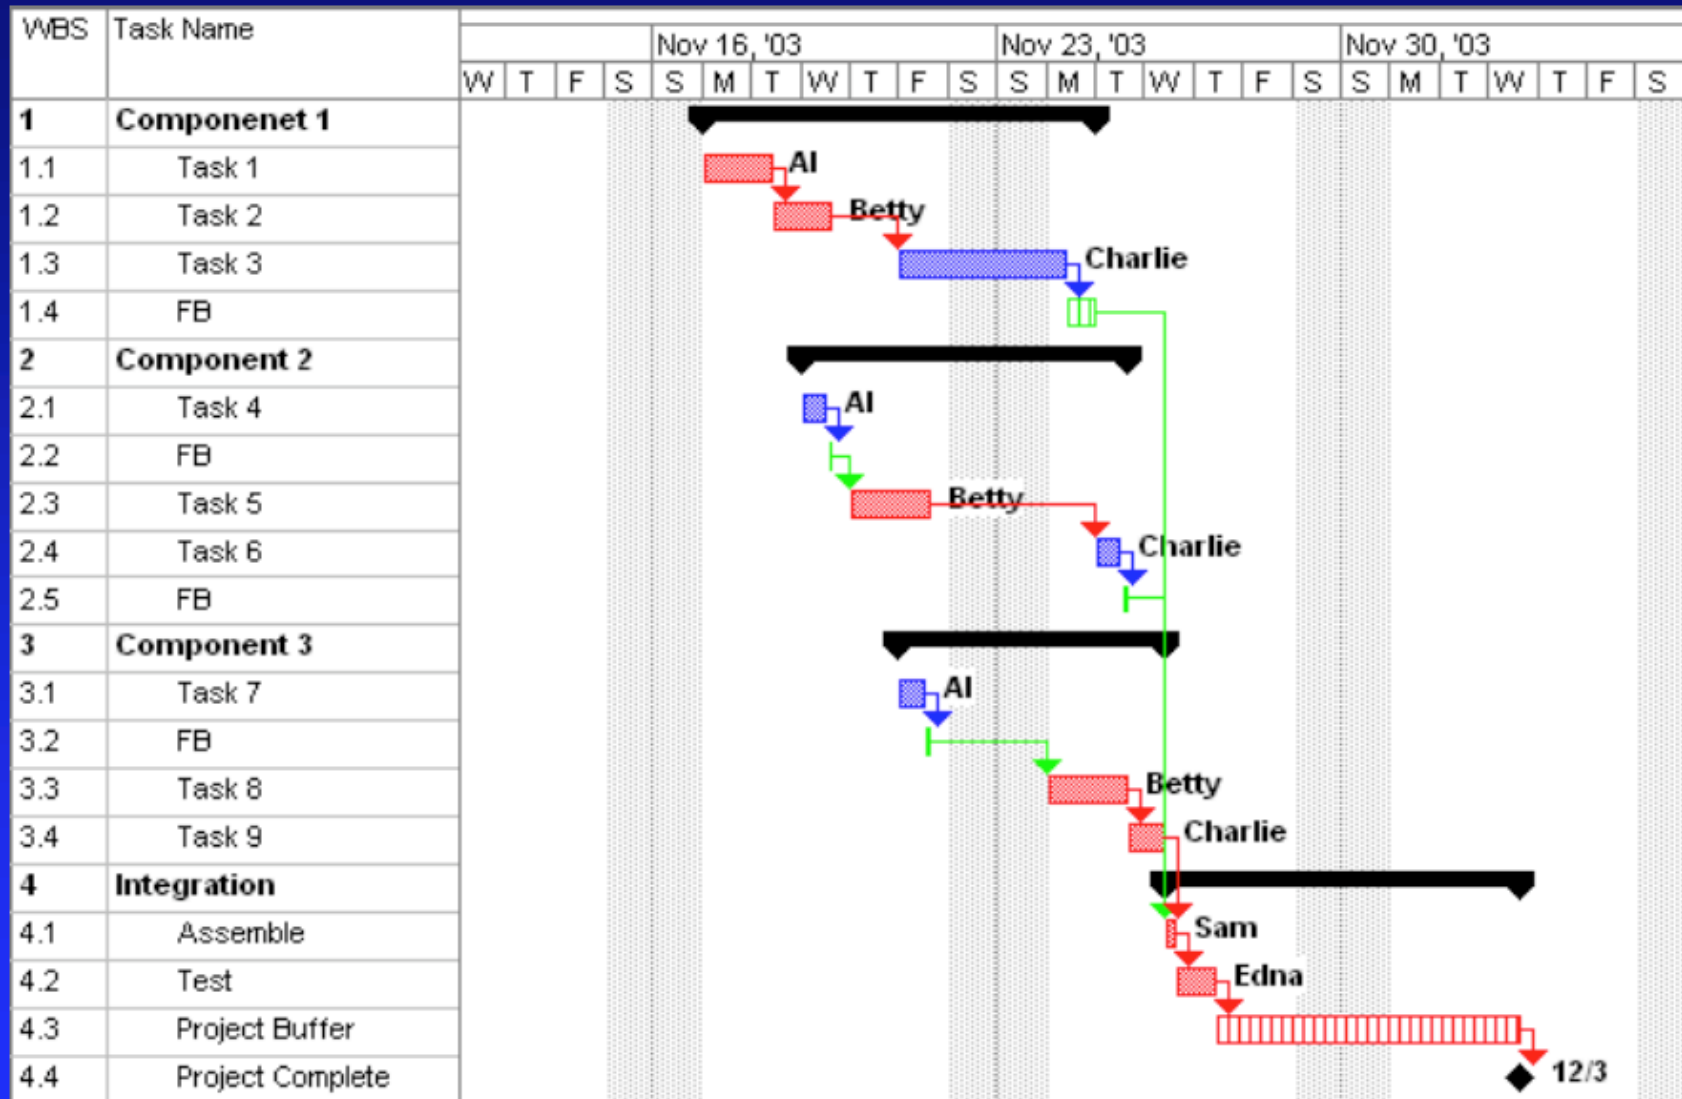 WBS Task Name
Nov 16, '03 Nov 23, '03 Nov 30, '03
W T F S S M T W T F S S M T W T F S S M T W T F S
1 Componenet 1
1.1 Task 1 Al
1.2 Task 2 Betty
1.3 Task 3 Charlie
1.4 FB
2 Component 2
2.1 Task 4 Al
2.2 FB
2.3 Task 5 Betty
2.4 Task 6 Charlie
2.5 FB
3 Component 3
3.1 Task 7 Al
3.2 FB
3.3 Task 8 Betty
3.4 Task 9 Charlie
4 Integration
4.1 Assemble Sam
4.2 Test Edna
4.3 Project Buffer
4.4 Project Complete 12/3